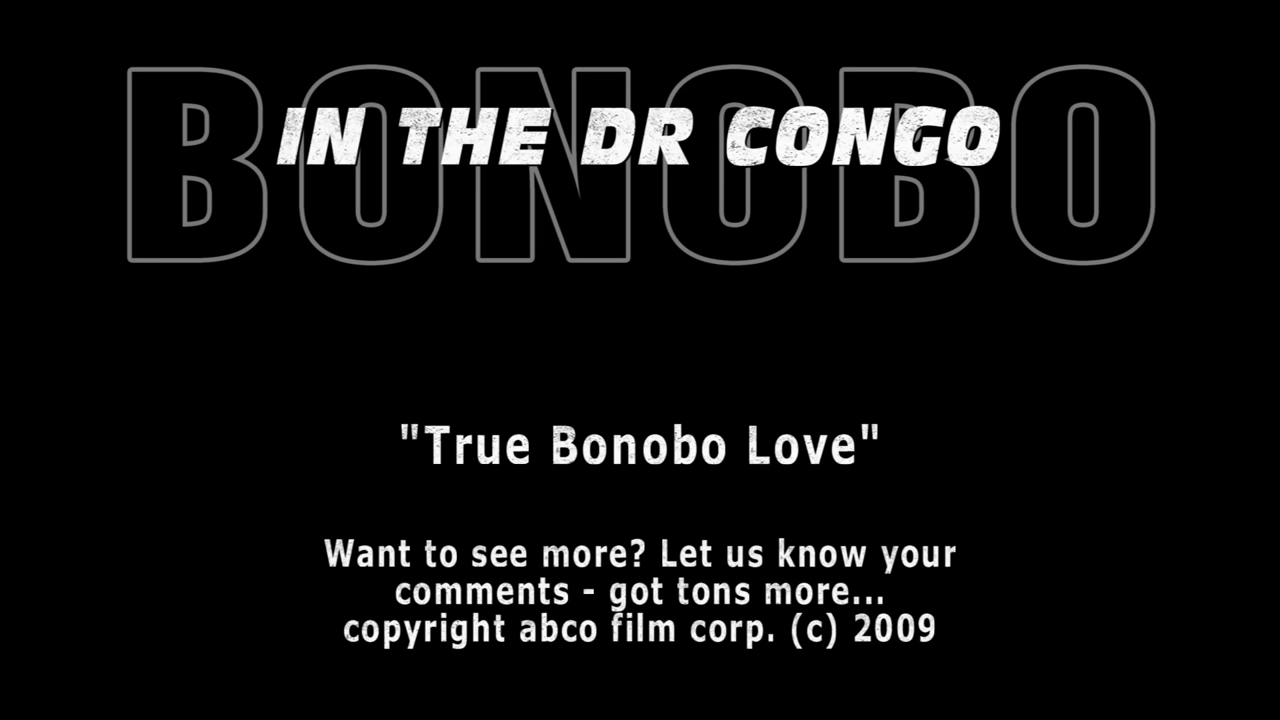 BONOBO
IN THE DR CONGO
"True Bonobo Love"
Want to see more? Let us know your
comments - got tons more...
copyright abco film corp. (c) 2009